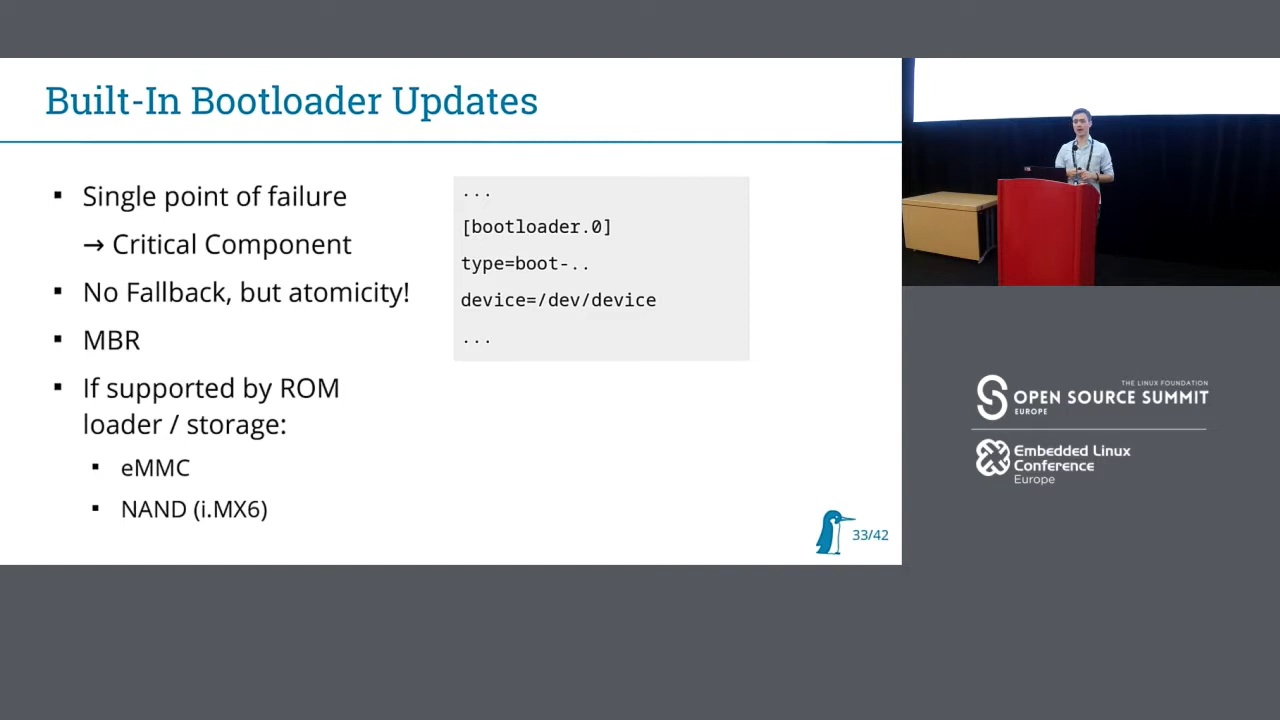 Built-In Bootloader Updates
▪ Single point of failure
→ Critical Component
▪ No Fallback, but atomicity!
▪ MBR
▪ If supported by ROM
loader / storage:
▪ eMMC
▪ NAND (i.MX6)
...
[bootloader.0]
type=boot-..
device=/dev/device
...
33/42
THE LINUX FOUNDATION
OPEN SOURCE SUMMIT
EUROPE
Embedded Linux
Conference
Europe